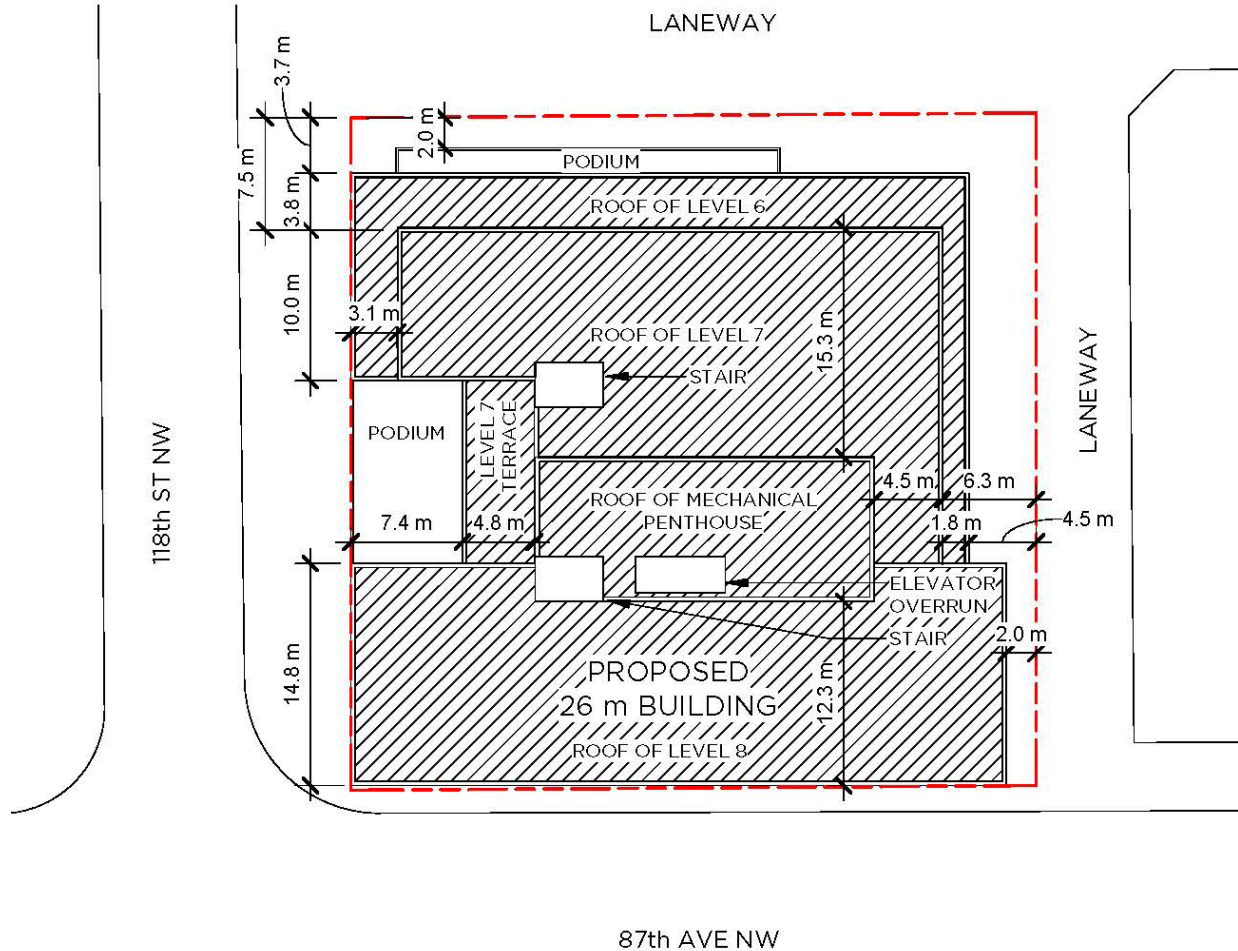 LANEWAY
3.7 m
2.0 m
7.5 m
PODIUM
3.8 m
ROOF OF LEVEL 6
10.0 m
3.1 m
ROOF OF LEVEL 7
15.3 m
STAIR
LANEWAY
118th ST NW
PODIUM
LEVEL 7
TERRACE
ROOF OF MECHANICAL
PENTHOUSE
4.5 m
6.3 m
7.4 m
4.8 m
1.8 m
4.5 m
ELEVATOR
OVERRUN
STAIR
2.0 m
14.8 m
PROPOSED
26 m BUILDING
12.3 m
ROOF OF LEVEL 8
87th AVE NW